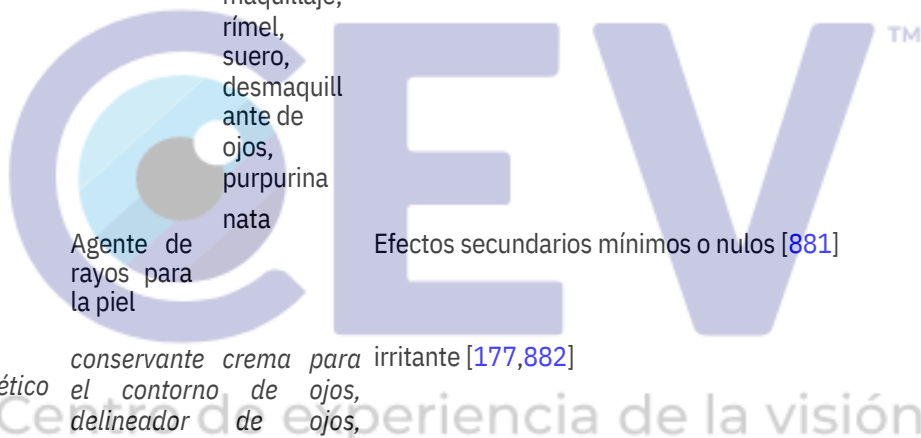 maquillaje,
rímel,
suero,
desmaquill
ante de
ojos,
purpurina
nata
Agente de
rayos para
la piel
Efectos secundarios mínimos o nulos [881]
conservante crema para
el contorno de ojos,
delineador de ojos,
irritante [177,882]
ético
CEV
TM
Centro de experiencia de la visión